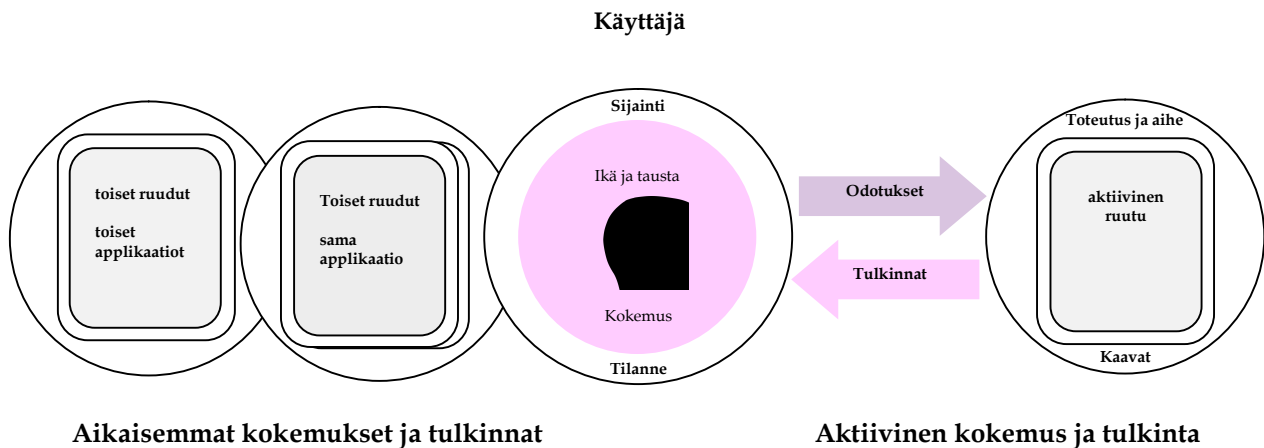 Käyttäjä
toiset ruudut
toiset
applikaatiot
Toiset ruudut
sama
applikaatio
Sijainti
Ikä ja tausta
Kokemus
Tilanne
Odotukset
Tulkinnat
Toteutus ja aihe
aktiivinen
ruutu
Kaavat
Aikaisemmat kokemukset ja tulkinnat
Aktiivinen kokemus ja tulkinta